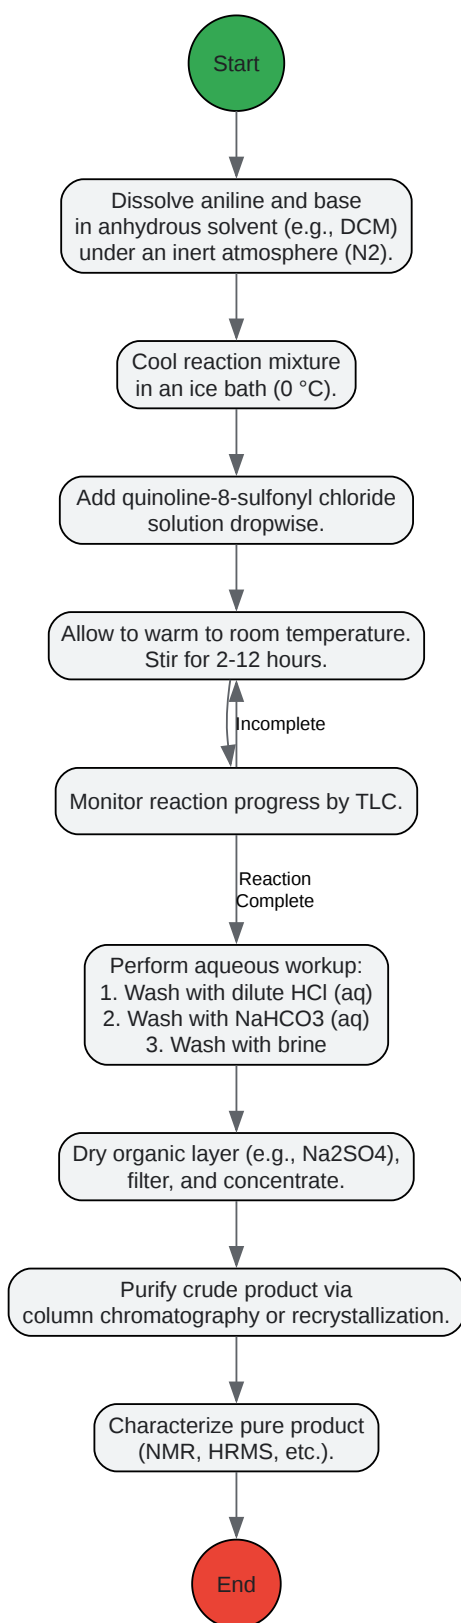 Start
Dissolve aniline and base
in anhydrous solvent (e.g., DCM)
under an inert atmosphere (N2).
Cool reaction mixture
in an ice bath (0 °C).
Add quinoline-8-sulfonyl chloride
solution dropwise.
Allow to warm to room temperature.
Stir for 2-12 hours.
Incomplete
Monitor reaction progress by TLC.
Reaction
Complete
Perform aqueous workup:
1. Wash with dilute HCl (aq)
2. Wash with NaHCO3 (aq)
3. Wash with brine
Dry organic layer (e.g., Na2SO4),
filter, and concentrate.
Purify crude product via
column chromatography or recrystallization.
Characterize pure product
(NMR, HRMS, etc.).
End